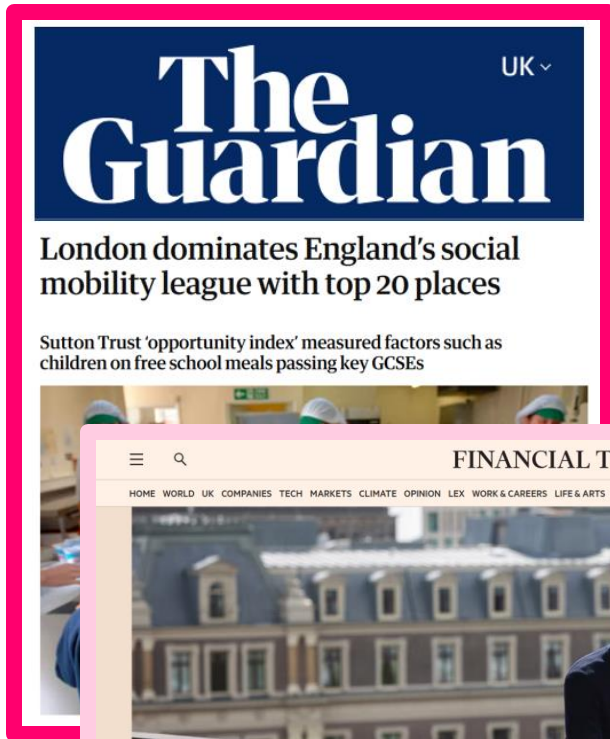 The
Guardian
UK
London dominates England's social
mobility league with top 20 places
Sutton Trust 'opportunity index' measured factors such as
children on free school meals passing key GCSEs
FINANCIAL T
HOME WORLD UK COMPANIES TECH MARKETS CLIMATE OPINION LEX WORK & CAREERS LIFE & ARTS